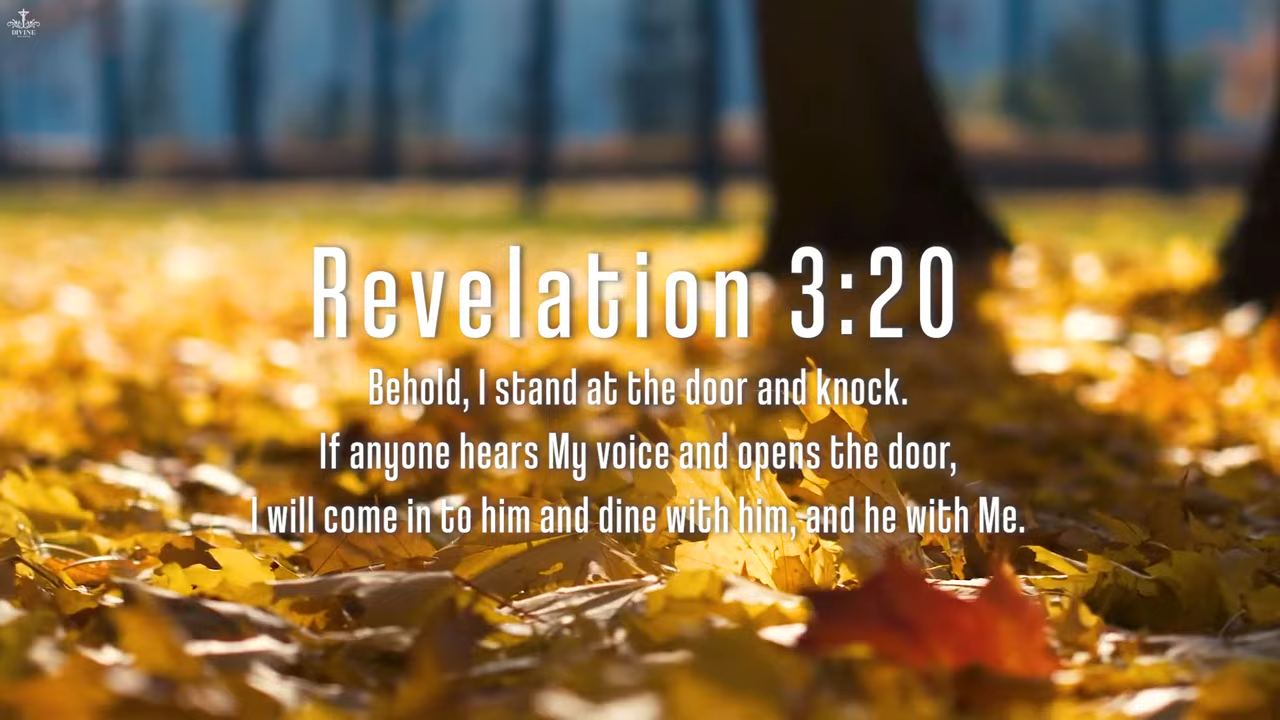 DIVINE
Revelation 3:20
Behold, I stand at the door and knock.
If anyone hears My voice and opens the door,
I will come in to him and dine with him, and he with Me.